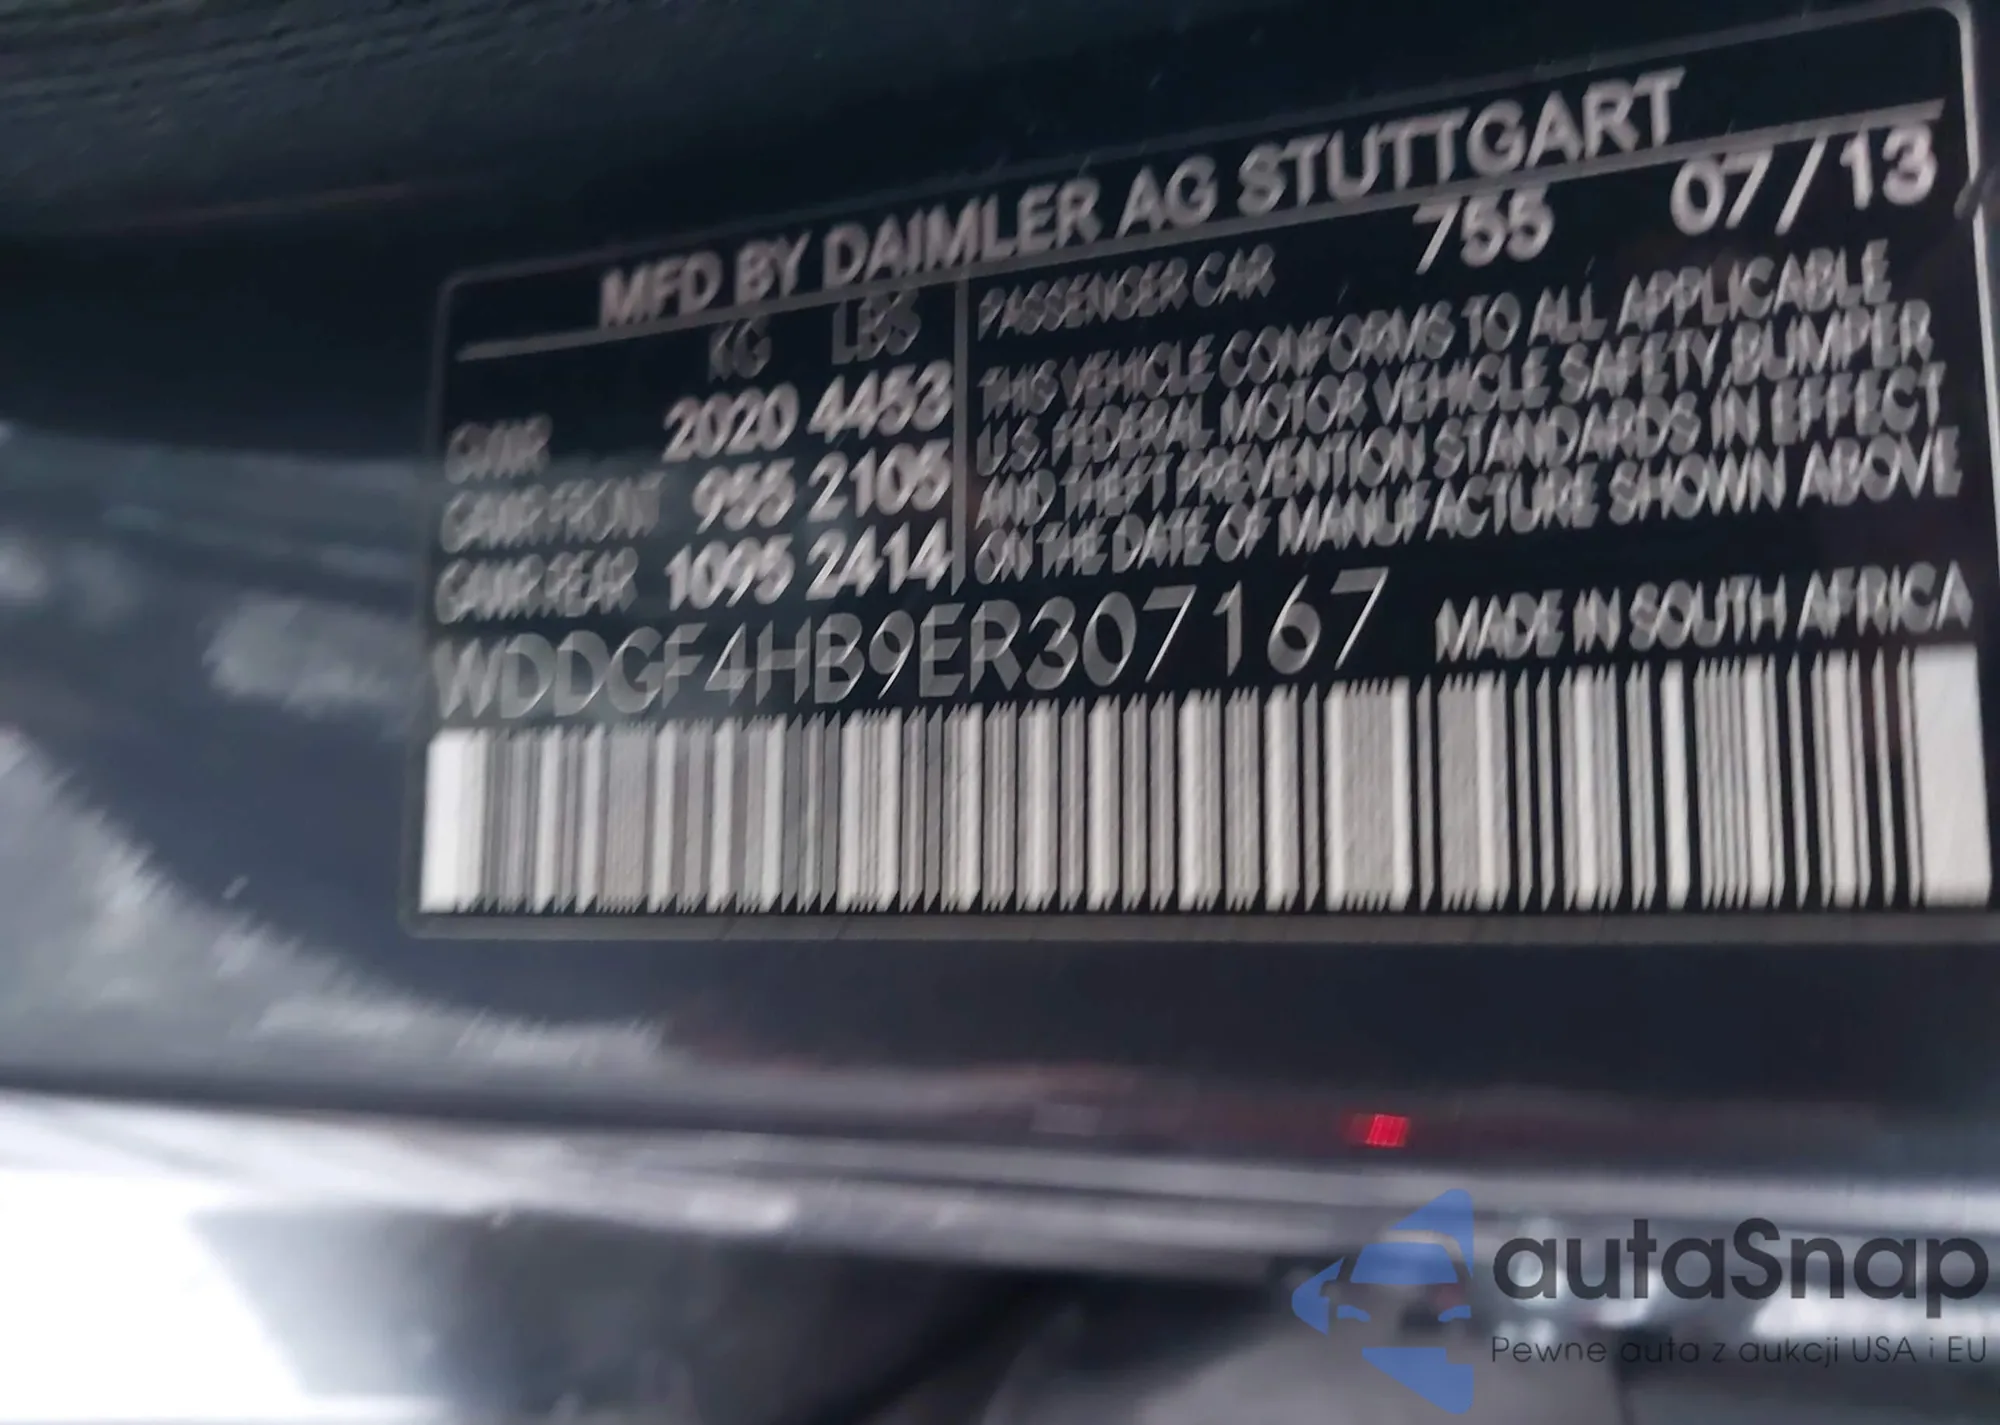 MFD BY DAIMLER AG STUTTGART
KG LBS
GVWR 2020 4453
GAWR FRONT 955 2105
GAWR REAR 1095 2414
PASSENGER CAR 755 07/13
THIS VEHICLE CONFORMS TO ALL APPLICABLE
U.S. FEDERAL MOTOR VEHICLE SAFETY, BUMPER
AND THEFT PREVENTION STANDARDS IN EFFECT
ON THE DATE OF MANUFACTURE SHOWN ABOVE
WDDGF4HB9ER307167 MADE IN SOUTH AFRICA
autaSnap
Pewne auta z aukcji USA i EU